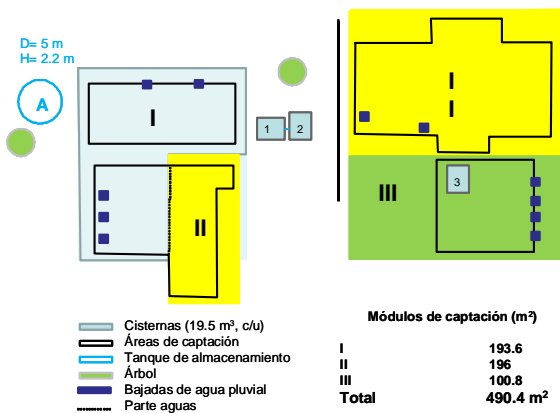 D= 5 m
H= 2.2 m
A
I
I
I
1
2
3
III
II
Cisternas (19.5 m³, c/u)
Áreas de captación
Tanque de almacenamiento
Árbol
Bajadas de agua pluvial
Parte aguas
Módulos de captación (m²)
I 193.6
II 196
III 100.8
Total 490.4 m²